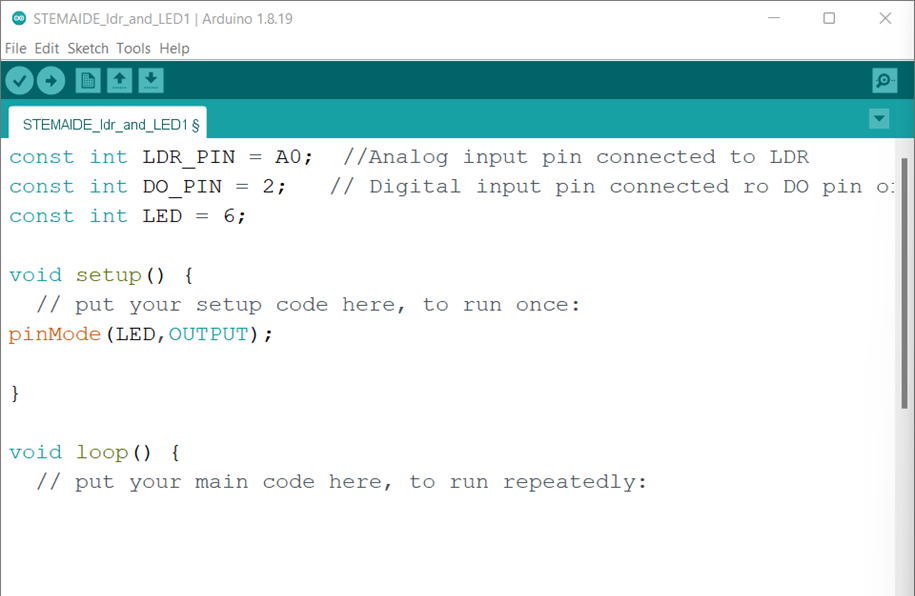 STEMAIDE_ldr_and_LED1 | Arduino 1.8.19
File Edit Sketch Tools Help
STEMAIDE_ldr_and_LED1 §
const int LDR_PIN = A0;  //Analog input pin connected to LDR
const int DO_PIN = 2;   // Digital input pin connected ro DO pin
const int LED = 6;
void setup() {
  // put your setup code here, to run once:
pinMode(LED,OUTPUT);
}
void loop() {
  // put your main code here, to run repeatedly: